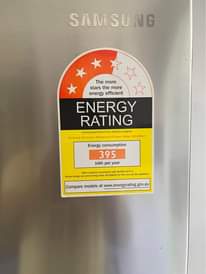 SAMSUNG
The more
stars the more
energy efficient
ENERGY
RATING
Energy consumption
395
kWh per year
Compare models at www.energyrating.gov.au